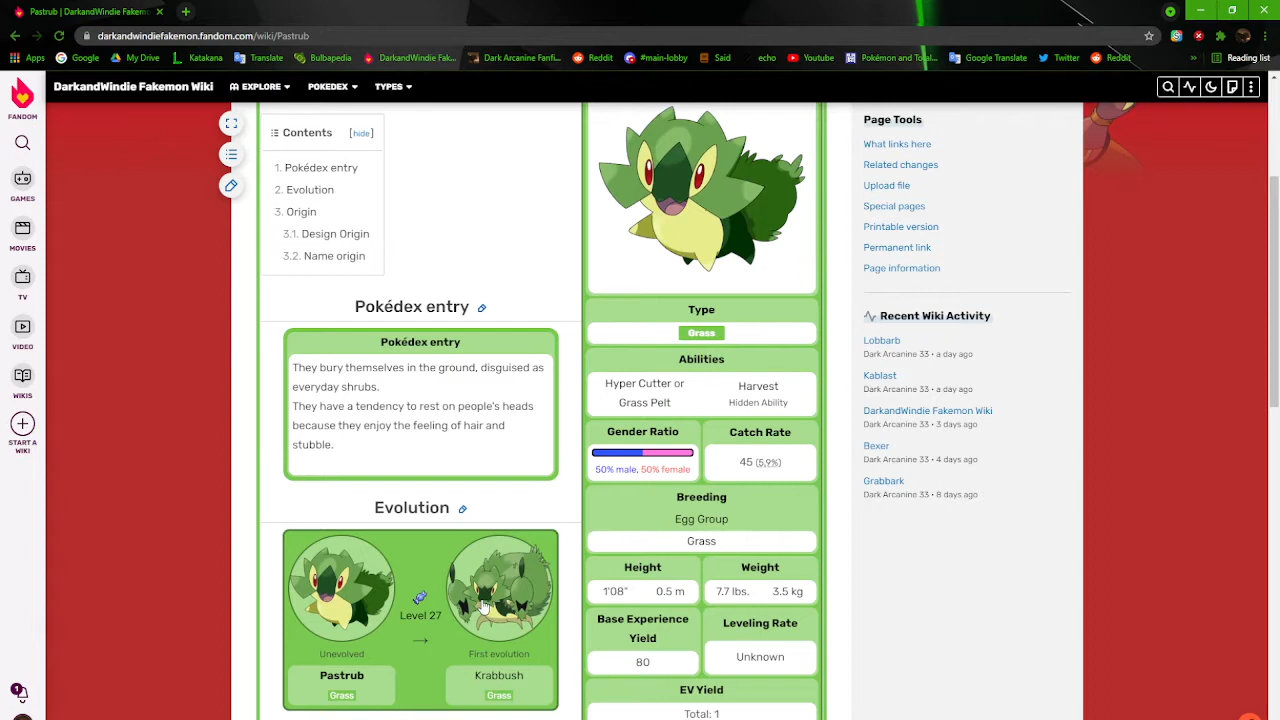 Pastrub | DarkandWindie Fakemon
darkandwindiefakemon.fandom.com/wiki/Pastrub
Apps Google My Drive Katakana Translate Bulbapedia DarkandWindie Fak... Dark Arcanine Fanfi... Reddit #main-lobby Said echo Youtube Pokémon and Total... Google Translate Twitter Reddit » Reading list
DarkandWindie Fakemon Wiki EXPLORE POKEDEX TYPES
FANDOM
GAMES
MOVIES
TV
VIDEO
WIKIS
START A
WIKI
1
Contents [hide]
1. Pokédex entry
2. Evolution
3. Origin
3.1. Design Origin
3.2. Name origin
Pokédex entry
Pokédex entry
They bury themselves in the ground, disguised as
everyday shrubs.
They have a tendency to rest on people's heads
because they enjoy the feeling of hair and
stubble.
Evolution
Level 27
→
Unevolved
Pastrub
Grass
First evolution
Krabbush
Grass
Type
Grass
Abilities
Hyper Cutter or
Grass Pelt
Harvest
Hidden Ability
Gender Ratio
50% male, 50% female
Catch Rate
45 (5.9%)
Breeding
Egg Group
Grass
Height
1'08" 0.5 m
Weight
7.7 lbs. 3.5 kg
Base Experience
Yield
80
Leveling Rate
Unknown
EV Yield
Total: 1
Page Tools
What links here
Related changes
Upload file
Special pages
Printable version
Permanent link
Page information
Recent Wiki Activity
Lobbarb
Dark Arcanine 33 • a day ago
Kablast
Dark Arcanine 33 • a day ago
DarkandWindie Fakemon Wiki
Dark Arcanine 33 • 3 days ago
Bexer
Dark Arcanine 33 • 4 days ago
Grabbark
Dark Arcanine 33 • 8 days ago